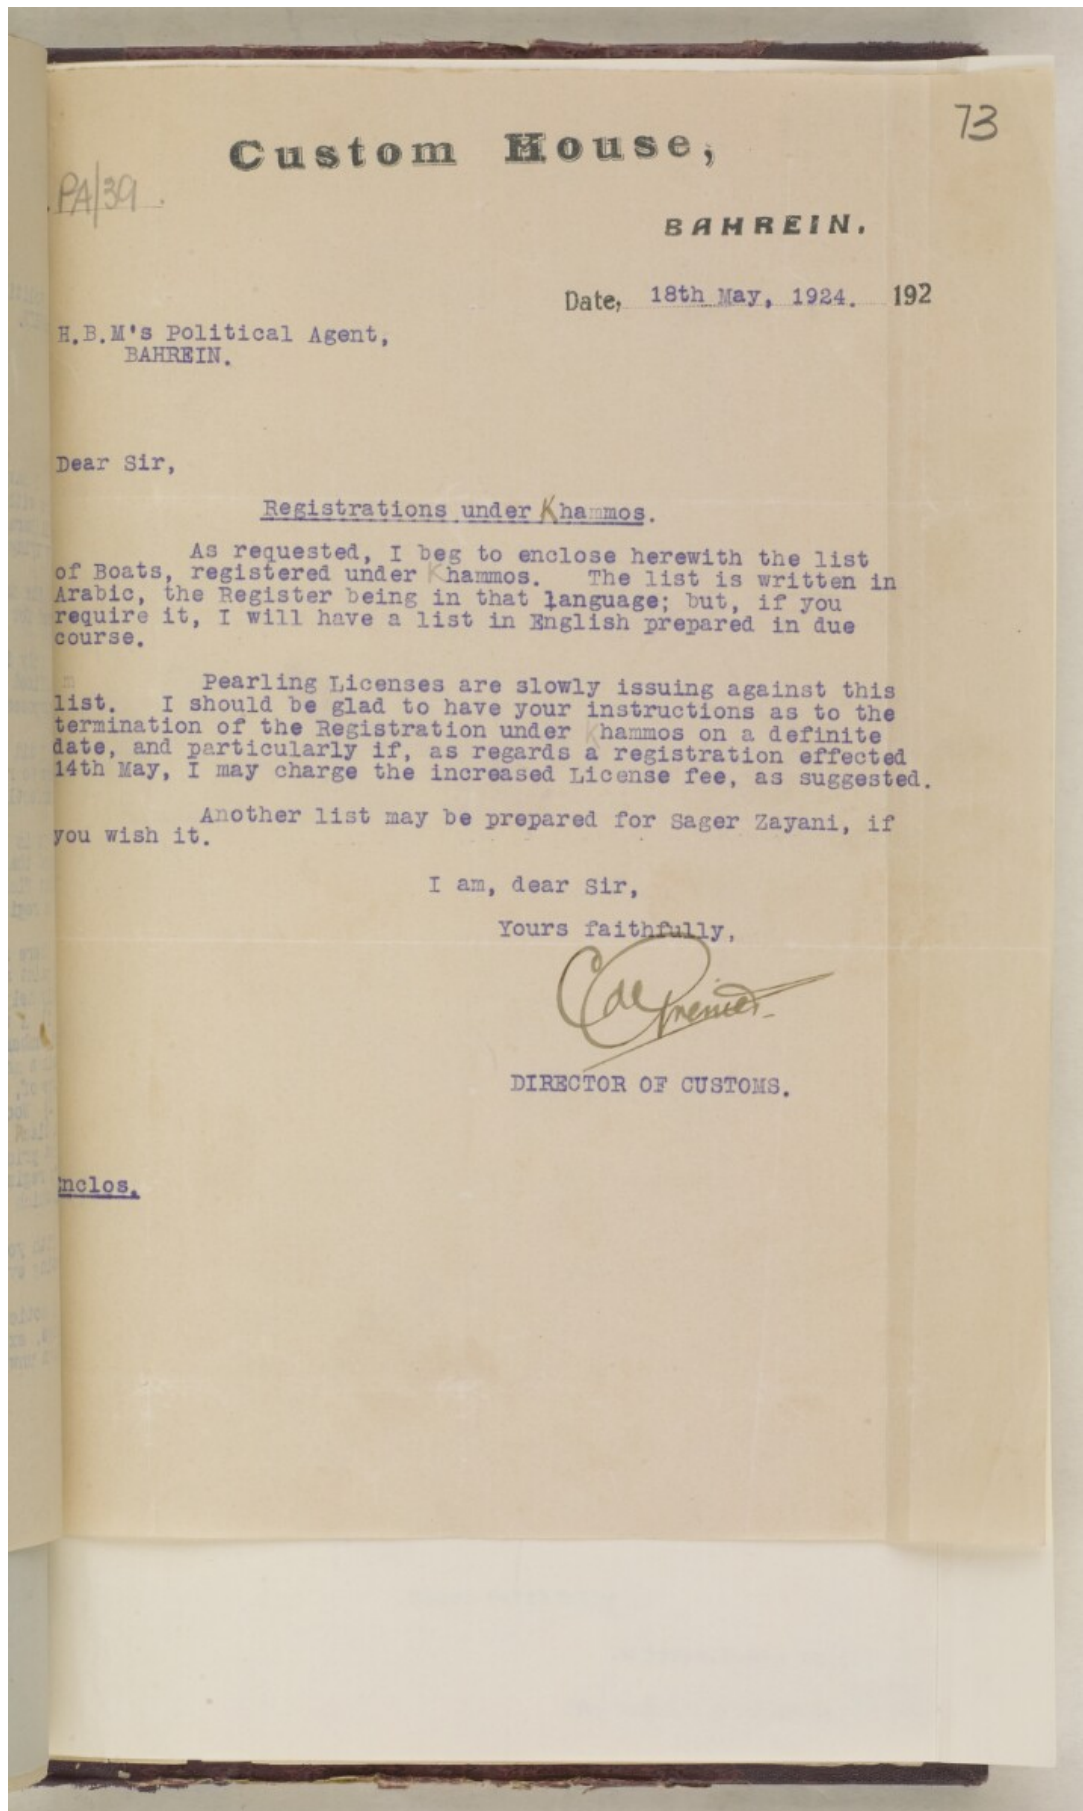 73
Custom House,
PA/39.
BAHREIN.
Date, 18th May, 1924. 192
H.B.M's Political Agent,
BAHREIN.
Dear Sir,
Registrations under Khammos.
As requested, I beg to enclose herewith the list
of Boats, registered under Khammos. The list is written in
Arabic, the Register being in that language; but, if you
require it, I will have a list in English prepared in due
course.
Pearling Licenses are slowly issuing against this
list. I should be glad to have your instructions as to the
termination of the Registration under Khammos on a definite
date, and particularly if, as regards a registration effected
14th May, I may charge the increased License fee, as suggested.
Another list may be prepared for Sager Zayani, if
you wish it.
I am, dear Sir,
Yours faithfully,
DIRECTOR OF CUSTOMS.
Enclos.